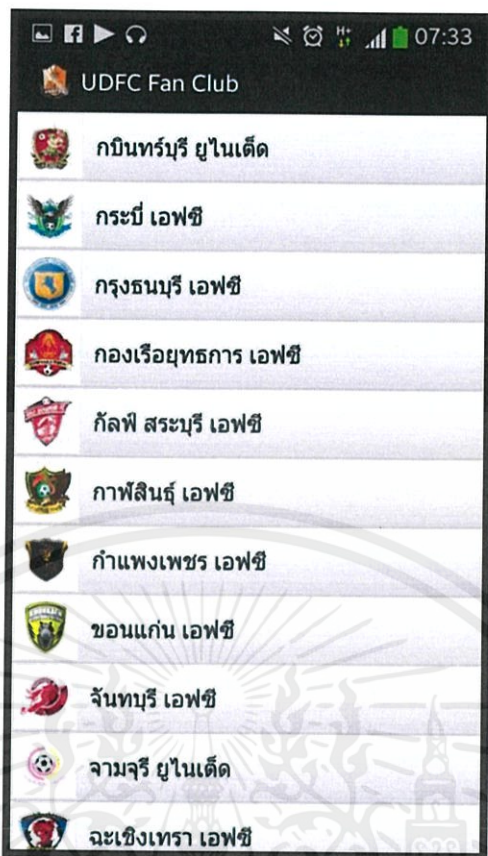 07:33
UDFC Fan Club
กบินทร์บุรี ยูไนเต็ด
กระบี่ เอฟซี
กรุงธนบุรี เอฟซี
กองเรือยุทธการ เอฟซี
กัลฟ์ สระบุรี เอฟซี
กาฬสินธุ์ เอฟซี
กำแพงเพชร เอฟซี
ขอนแก่น เอฟซี
จันทบุรี เอฟซี
จามจุรี ยูไนเต็ด
ฉะเชิงเทรา เอฟซี